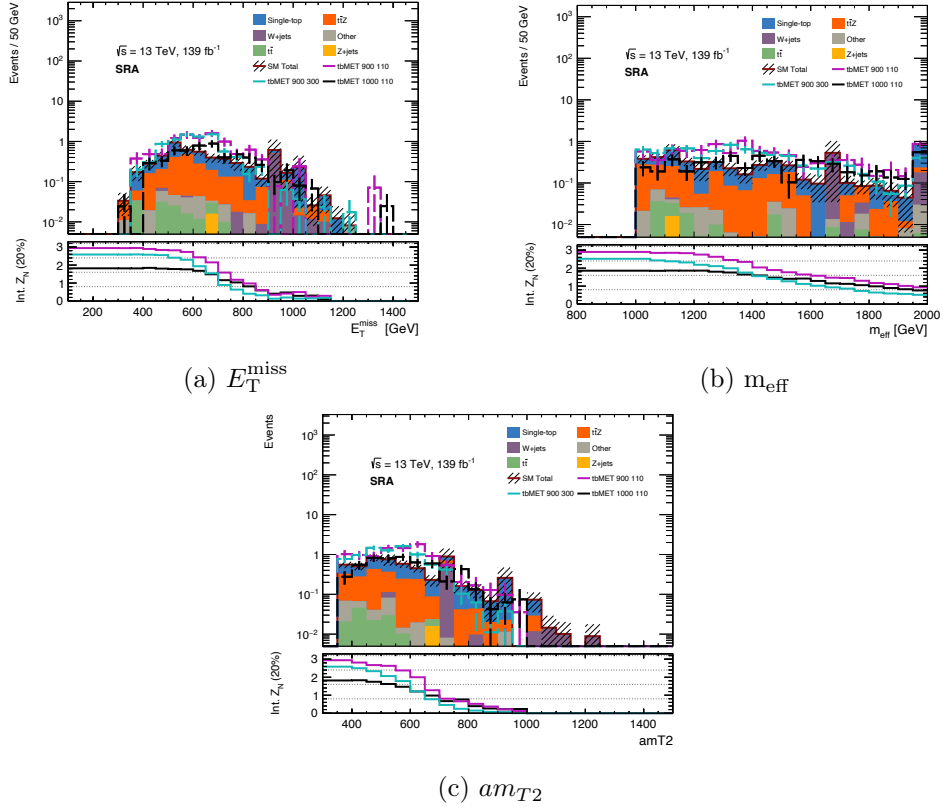 Events / 50 GeV
10³
10²
10
1
10⁻¹
10⁻²
√s = 13 TeV, 139 fb⁻¹
SRA
Single-top
tt̄Z
W+jets
Other
tt̄
Z+jets
SM Total
tbMET 900 110
tbMET 900 300
tbMET 1000 110
Int. Z_N (20%)
3
2
1
0
200 400 600 800 1000 1200 1400
E_T^miss [GeV]
(a) E_T^miss
Events / 50 GeV
10³
10²
10
1
10⁻¹
10⁻²
√s = 13 TeV, 139 fb⁻¹
SRA
Single-top
tt̄Z
W+jets
Other
tt̄
Z+jets
SM Total
tbMET 900 110
tbMET 900 300
tbMET 1000 110
Int. Z_N (20%)
3
2
1
0
800 1000 1200 1400 1600 1800 2000
m_eff [GeV]
(b) m_eff
Events
10³
10²
10
1
10⁻¹
10⁻²
√s = 13 TeV, 139 fb⁻¹
SRA
Single-top
tt̄Z
W+jets
Other
tt̄
Z+jets
SM Total
tbMET 900 110
tbMET 900 300
tbMET 1000 110
Int. Z_N (20%)
3
2
1
0
400 600 800 1000 1200 1400
amT2
(c) am_T2